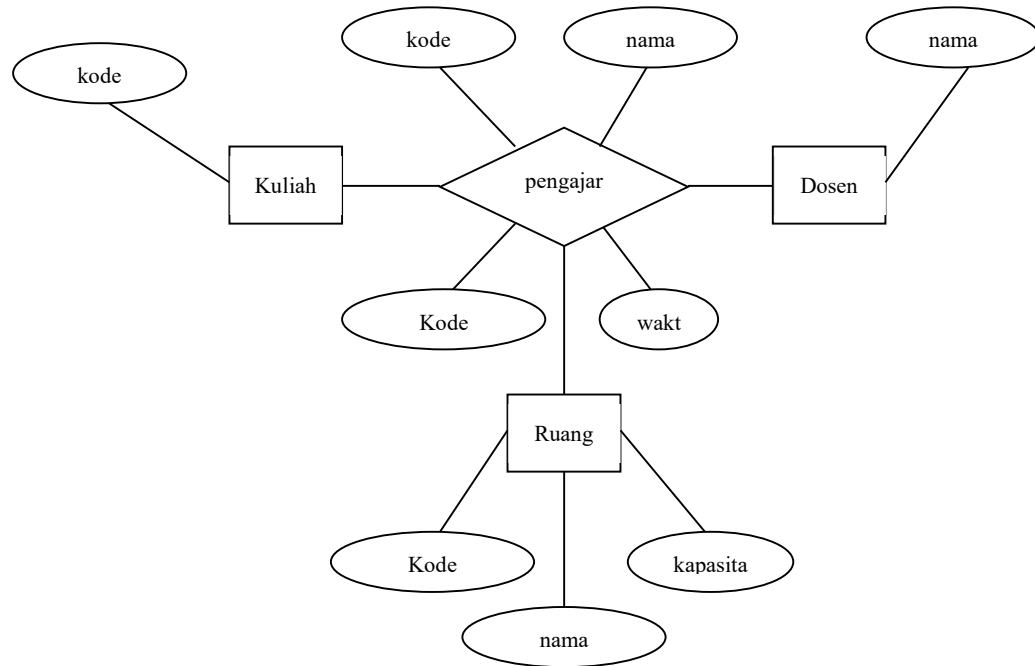 kode
nama
nama
kode
Kuliah
pengajar
Dosen
Kode
wakt
Ruang
Kode
kapasita
nama